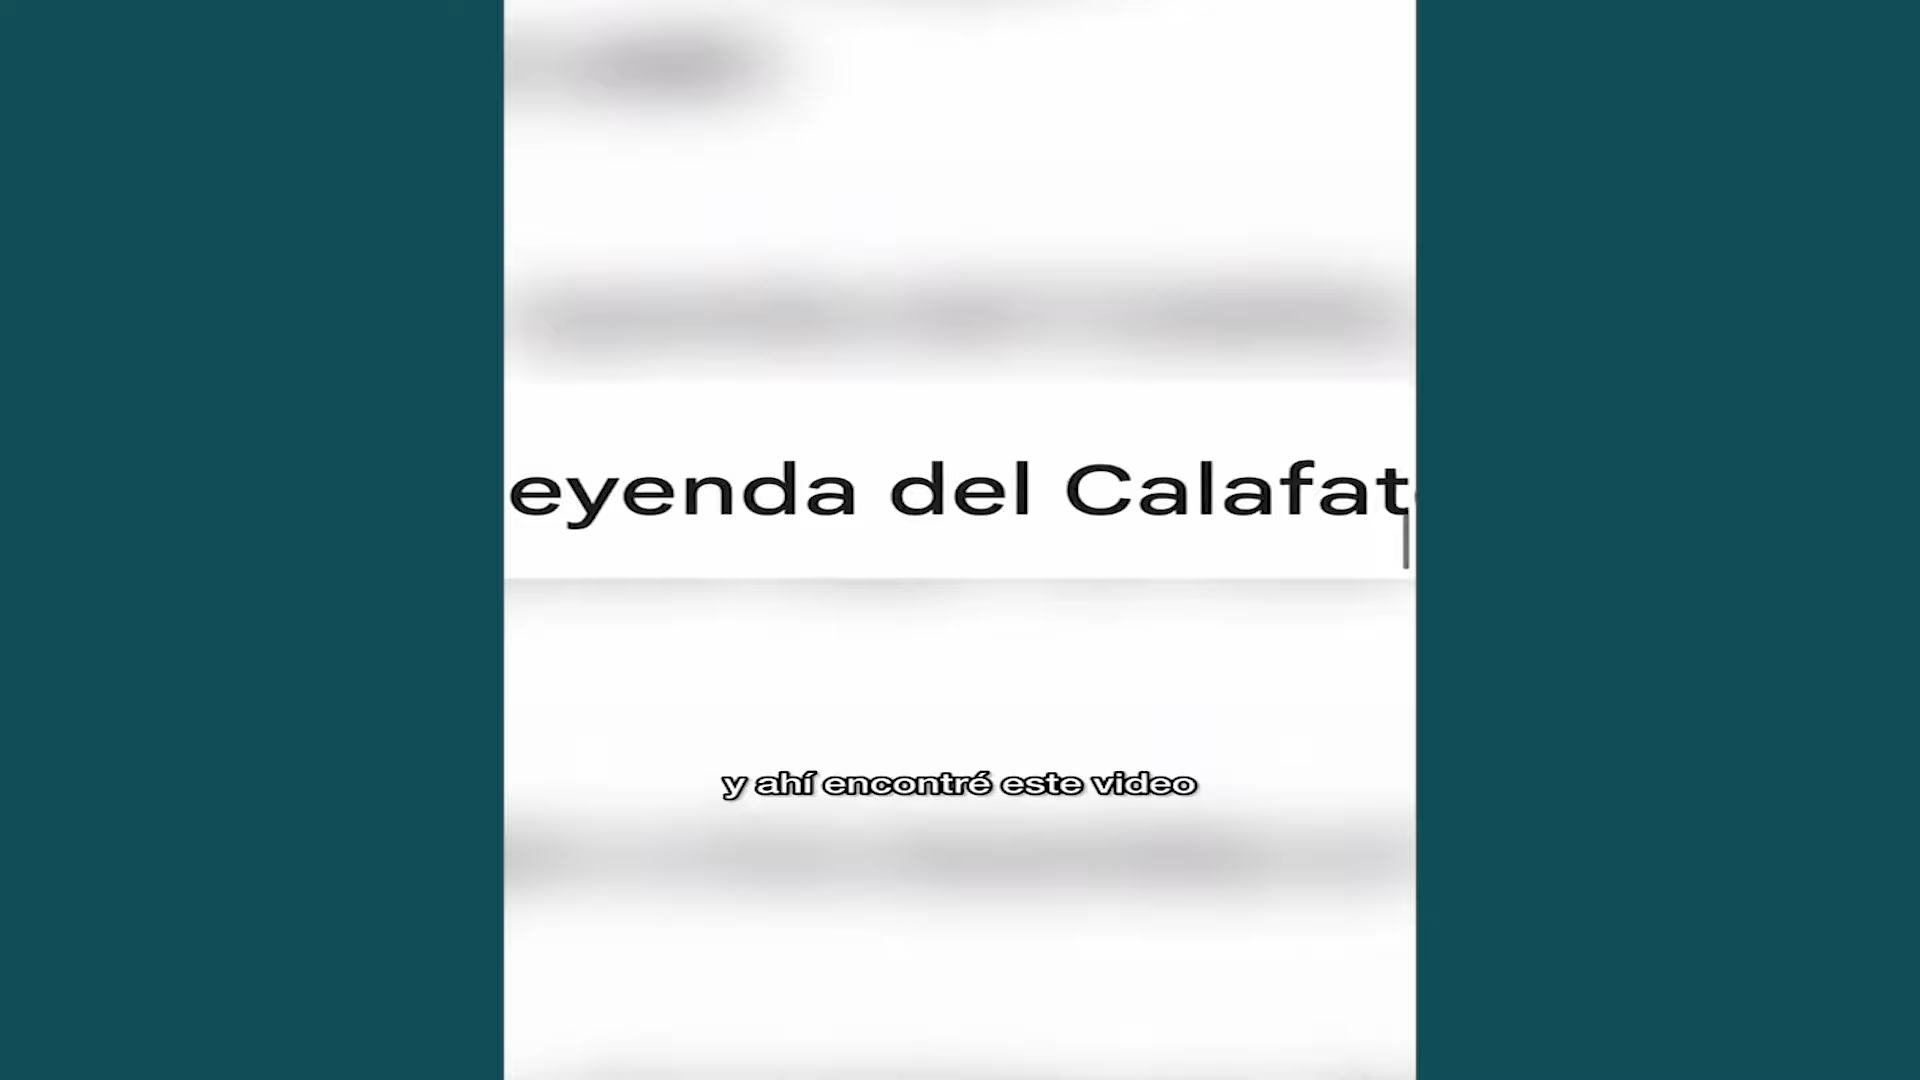 eyenda del Calafat
y ahí encontré este video